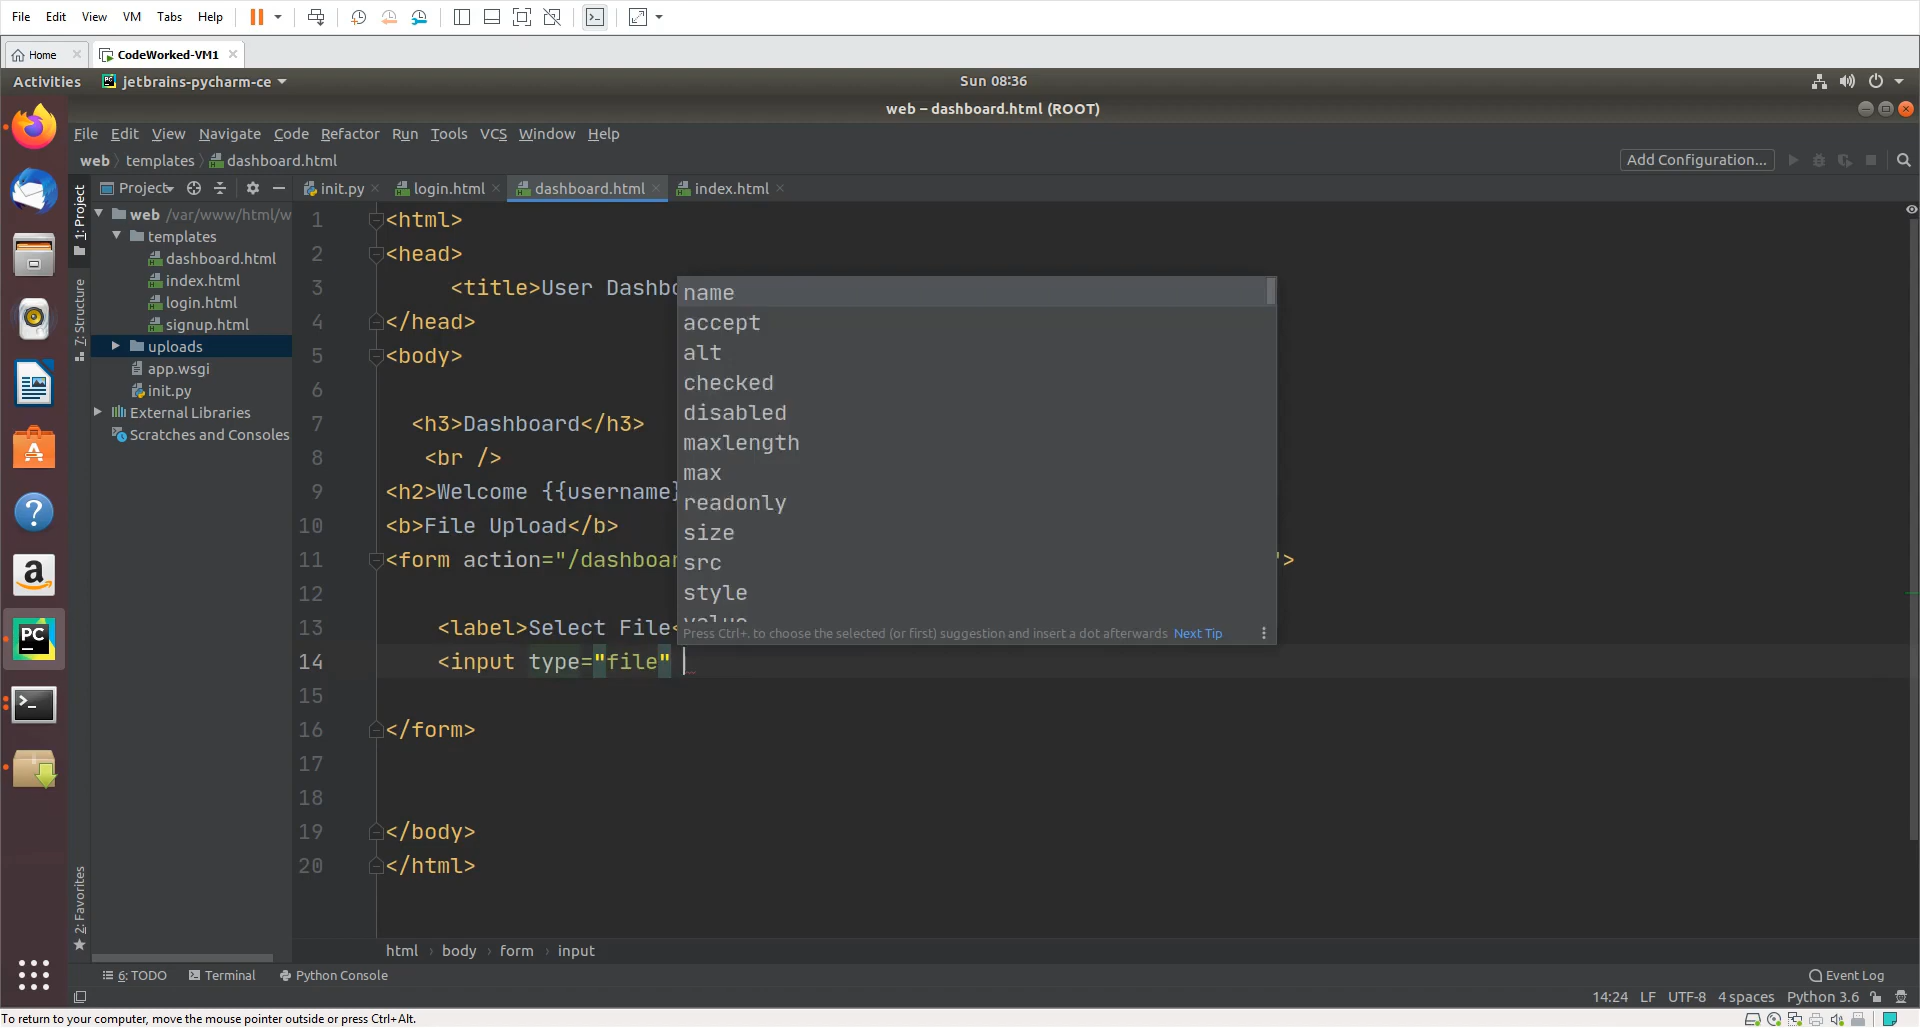 File Edit View VM Tabs Help
Home
CodeWorked-VM1
Activities
jetbrains-pycharm-ce
Sun 08:36
web – dashboard.html (ROOT)
File Edit View Navigate Code Refactor Run Tools VCS Window Help
web templates dashboard.html
Add Configuration...
Project
init.py
login.html
dashboard.html
index.html
1: Project
7: Structure
2: Favorites
web /var/www/html/w
templates
dashboard.html
index.html
login.html
signup.html
uploads
app.wsgi
init.py
External Libraries
Scratches and Consoles
1 <html>
2 <head>
3 <title>User Dashbo
4 </head>
5 <body>
6
7 <h3>Dashboard</h3>
8 <br />
9 <h2>Welcome {{username}
10 <b>File Upload</b>
11 <form action="/dashboar ">
12
13 <label>Select File<
14 <input type="file"
15
16 </form>
17
18
19 </body>
20 </html>
name
accept
alt
checked
disabled
maxlength
max
readonly
size
src
style
value
Press Ctrl+. to choose the selected (or first) suggestion and insert a dot afterwards Next Tip
html body form input
6: TODO Terminal Python Console
Event Log
14:24 LF UTF-8 4 spaces Python 3.6
To return to your computer, move the mouse pointer outside or press Ctrl+Alt.